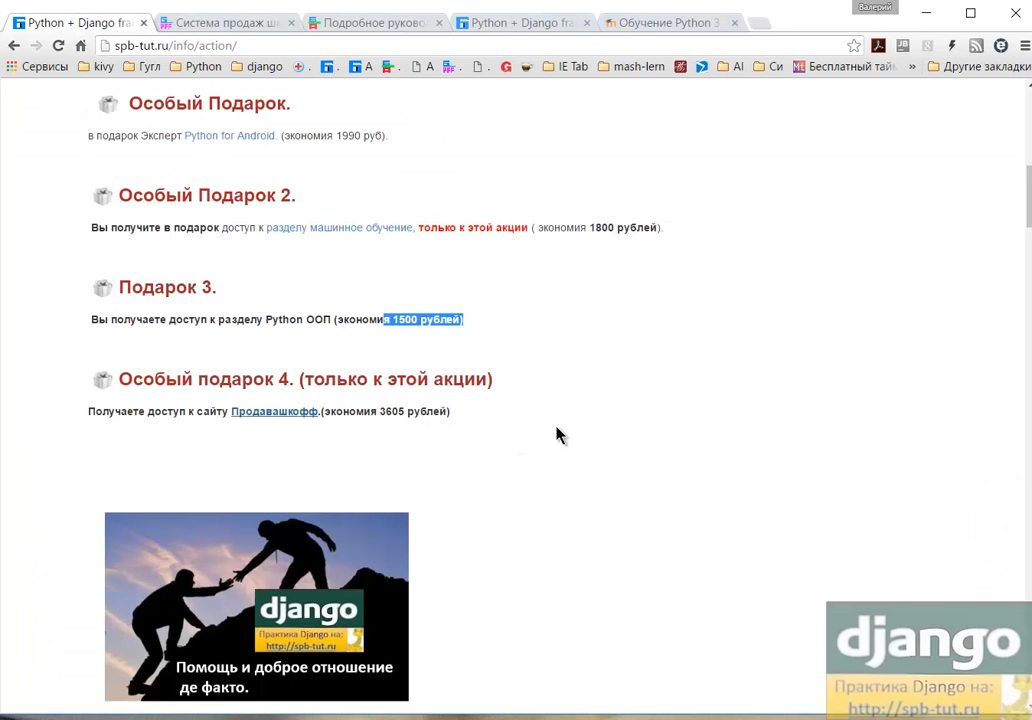 Валерий
Python + Django fra
Система продаж ш
Подробное руково
Python + Django fra
Обучение Python 3
spb-tut.ru/info/action/
Сервисы kivy Гугл Python django . A A . IE Tab mash-lern AI Си Бесплатный тай » Другие закладки
Особый Подарок.
в подарок Эксперт Python for Android. (экономия 1990 руб).
Особый Подарок 2.
Вы получите в подарок доступ к разделу машинное обучение, только к этой акции ( экономия 1800 рублей).
Подарок 3.
Вы получаете доступ к разделу Python ООП (экономия 1500 рублей)
Особый подарок 4. (только к этой акции)
Получаете доступ к сайту Продавашкофф.(экономия 3605 рублей)
django
Практика Django на:
http://spb-tut.ru
Помощь и доброе отношение
де факто.
django
Практика Django на:
http://spb-tut.ru